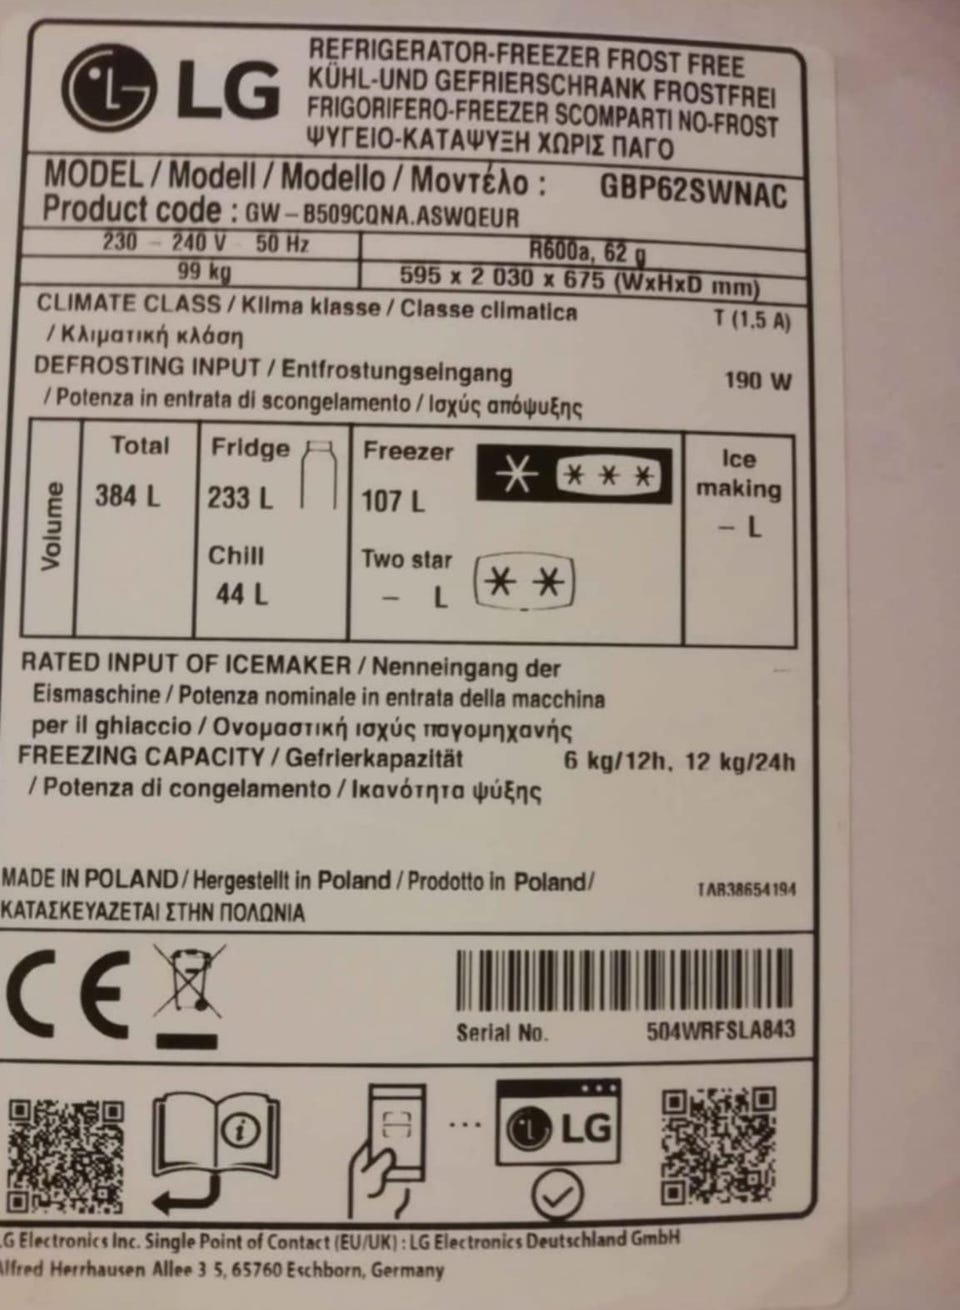 LG
REFRIGERATOR-FREEZER FROST FREE
KÜHL-UND GEFRIERSCHRANK FROSTFREI
FRIGORIFERO-FREEZER SCOMPARTI NO-FROST
ΨΥΓΕΙΟ-ΚΑΤΑΨΥΞΗ ΧΩΡΙΣ ΠΑΓΟ
MODEL / Modell / Modello / Μοντέλο : GBP62SWNAC
Product code : GW-B509CQNA.ASWQEUR
230 - 240 V 50 Hz R600a, 62 g
99 kg 595 x 2 030 x 675 (WxHxD mm)
CLIMATE CLASS / Klima klasse / Classe climatica T (1.5 A)
/ Κλιματική κλάση
DEFROSTING INPUT / Entfrostungseingang 190 W
/ Potenza in entrata di scongelamento / Ισχύς απόψυξης
Volume
Total
384 L
Fridge
233 L
Chill
44 L
Freezer
107 L
Two star
- L
Ice
making
- L
RATED INPUT OF ICEMAKER / Nenneingang der -
Eismaschine / Potenza nominale in entrata della macchina
per il ghiaccio / Ονομαστική ισχύς παγομηχανής
FREEZING CAPACITY / Gefrierkapazität 6 kg/12h, 12 kg/24h
/ Potenza di congelamento / Ικανότητα ψύξης
MADE IN POLAND / Hergestellt in Poland / Prodotto in Poland/ TAB38654194
ΚΑΤΑΣΚΕΥΑΖΕΤΑΙ ΣΤΗΝ ΠΟΛΩΝΙΑ
CE
Serial No. 504WRFSLA843
i
... LG
LG Electronics Inc. Single Point of Contact (EU/UK) : LG Electronics Deutschland GmbH
Alfred Herrhausen Allee 3 5, 65760 Eschborn, Germany